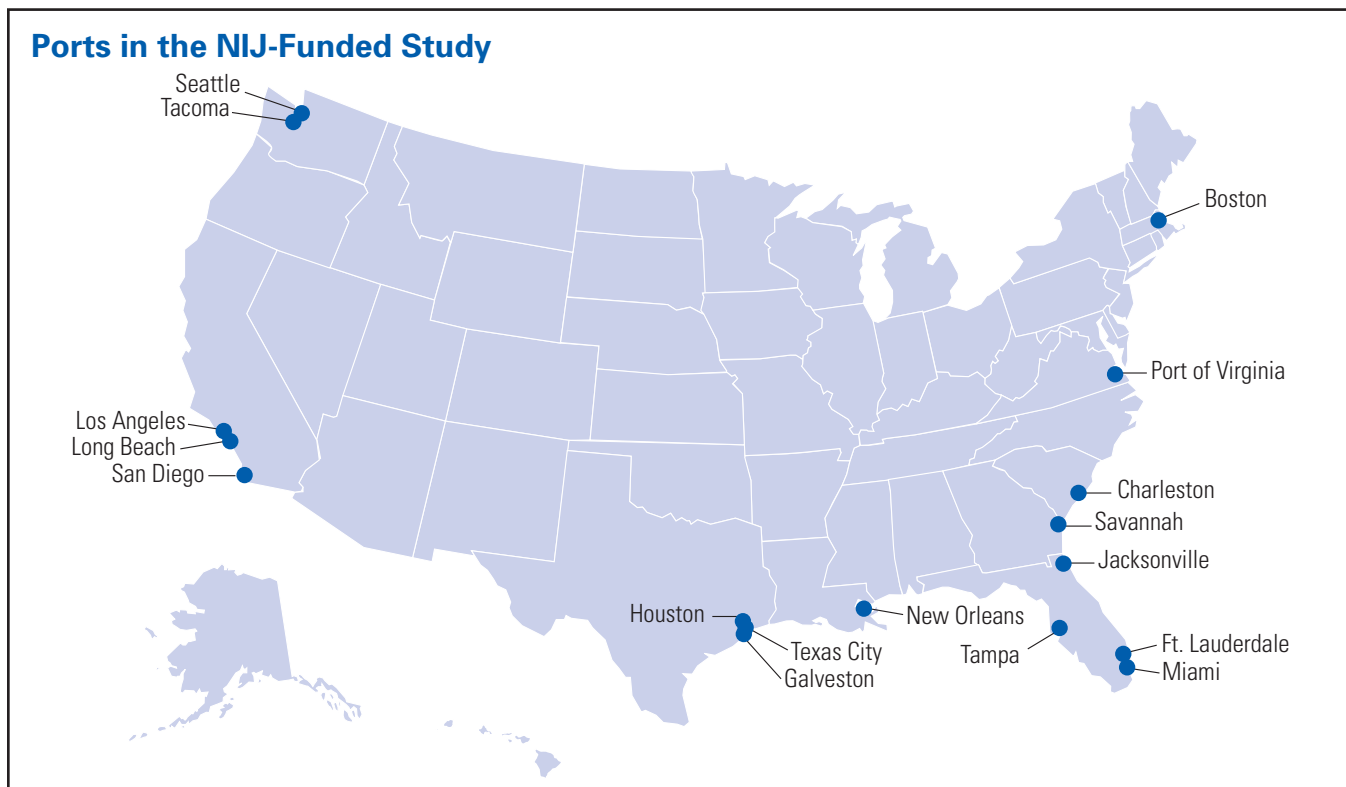 Ports in the NIJ-Funded Study
Seattle
Tacoma
Boston
Port of Virginia
Los Angeles
Long Beach
San Diego
Charleston
Savannah
Jacksonville
Houston
New Orleans
Texas City
Galveston
Tampa
Ft. Lauderdale
Miami